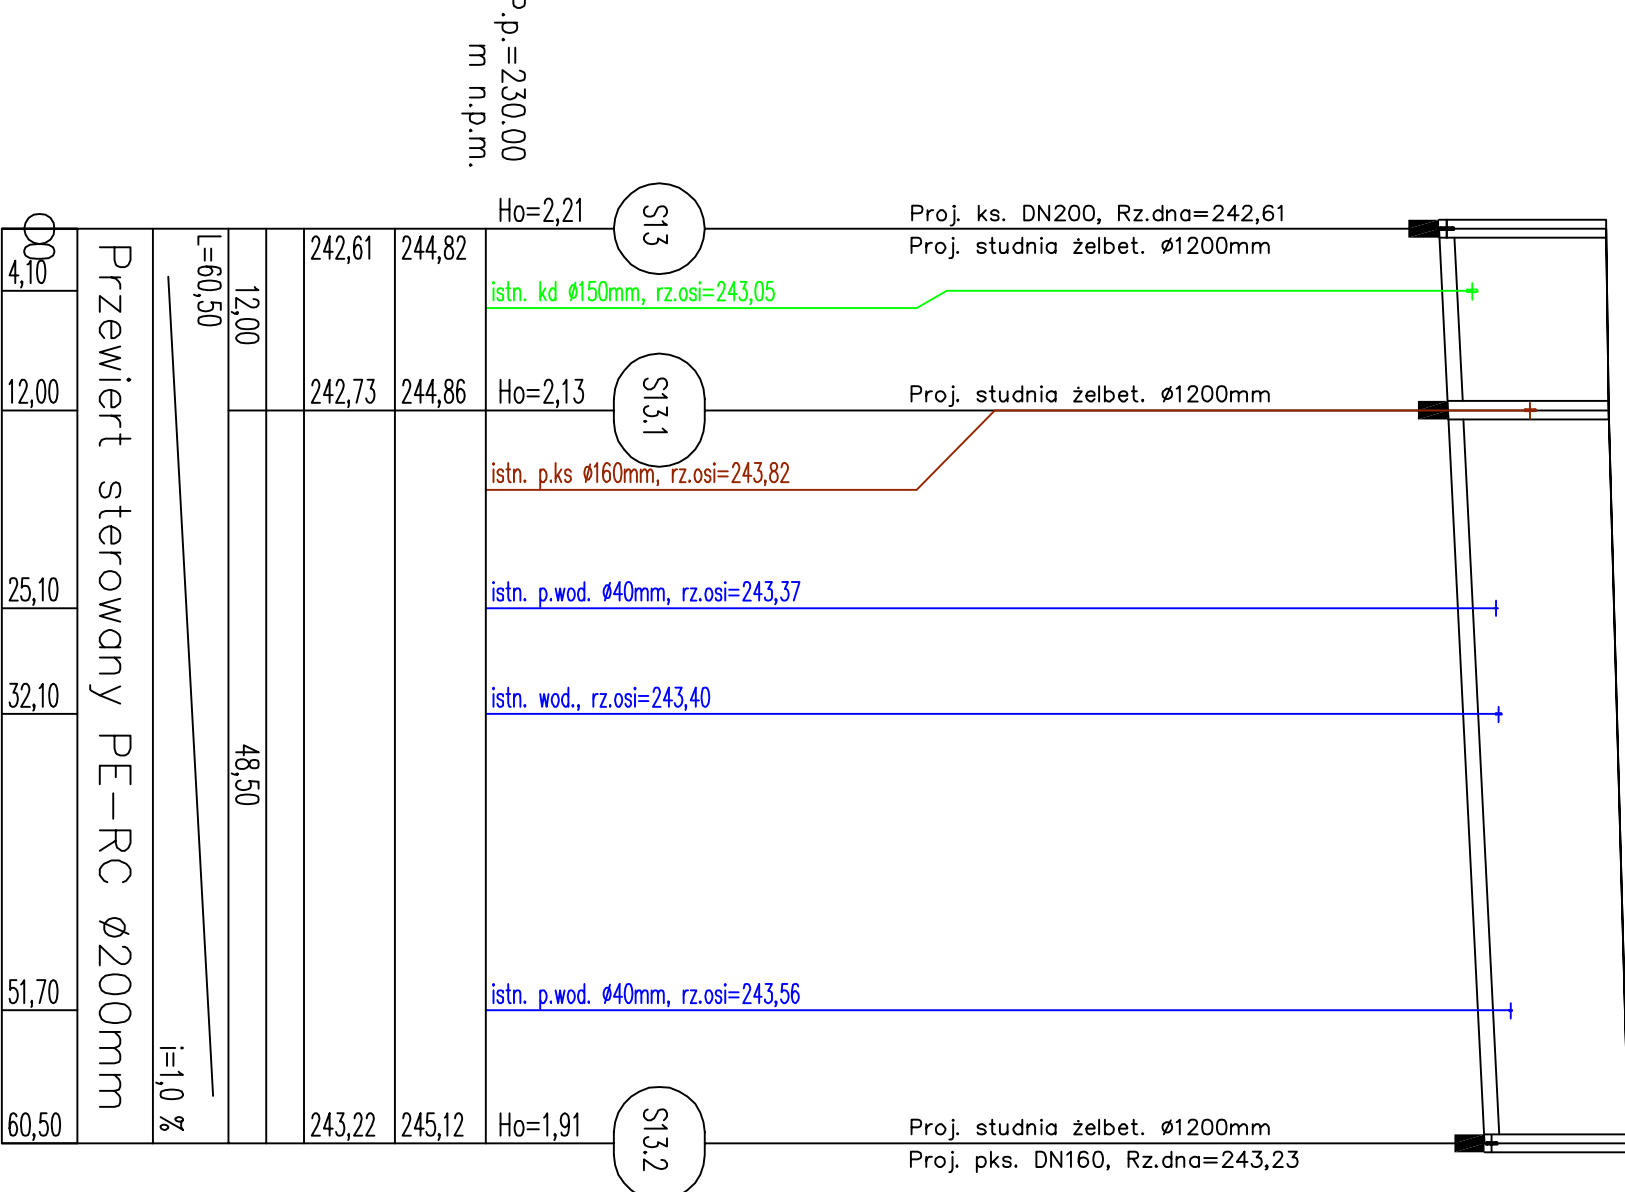 P.p.=230.00
m n.p.m.
Ho=2,21
S13
Proj. ks. DN200, Rz.dna=242,61
Proj. studnia żelbet. ø1200mm
4,10
L=60,50
12,00
242,61
244,82
istn. kd ø150mm, rz.osi=243,05
12,00
242,73
244,86
Ho=2,13
S13.1
Proj. studnia żelbet. ø1200mm
istn. p.ks ø160mm, rz.osi=243,82
Przewiert sterowany PE-RC ø200mm
25,10
istn. p.wod. ø40mm, rz.osi=243,37
32,10
istn. wod., rz.osi=243,40
48,50
51,70
istn. p.wod. ø40mm, rz.osi=243,56
i=1,0 %
60,50
243,22
245,12
Ho=1,91
S13.2
Proj. studnia żelbet. ø1200mm
Proj. pks. DN160, Rz.dna=243,23